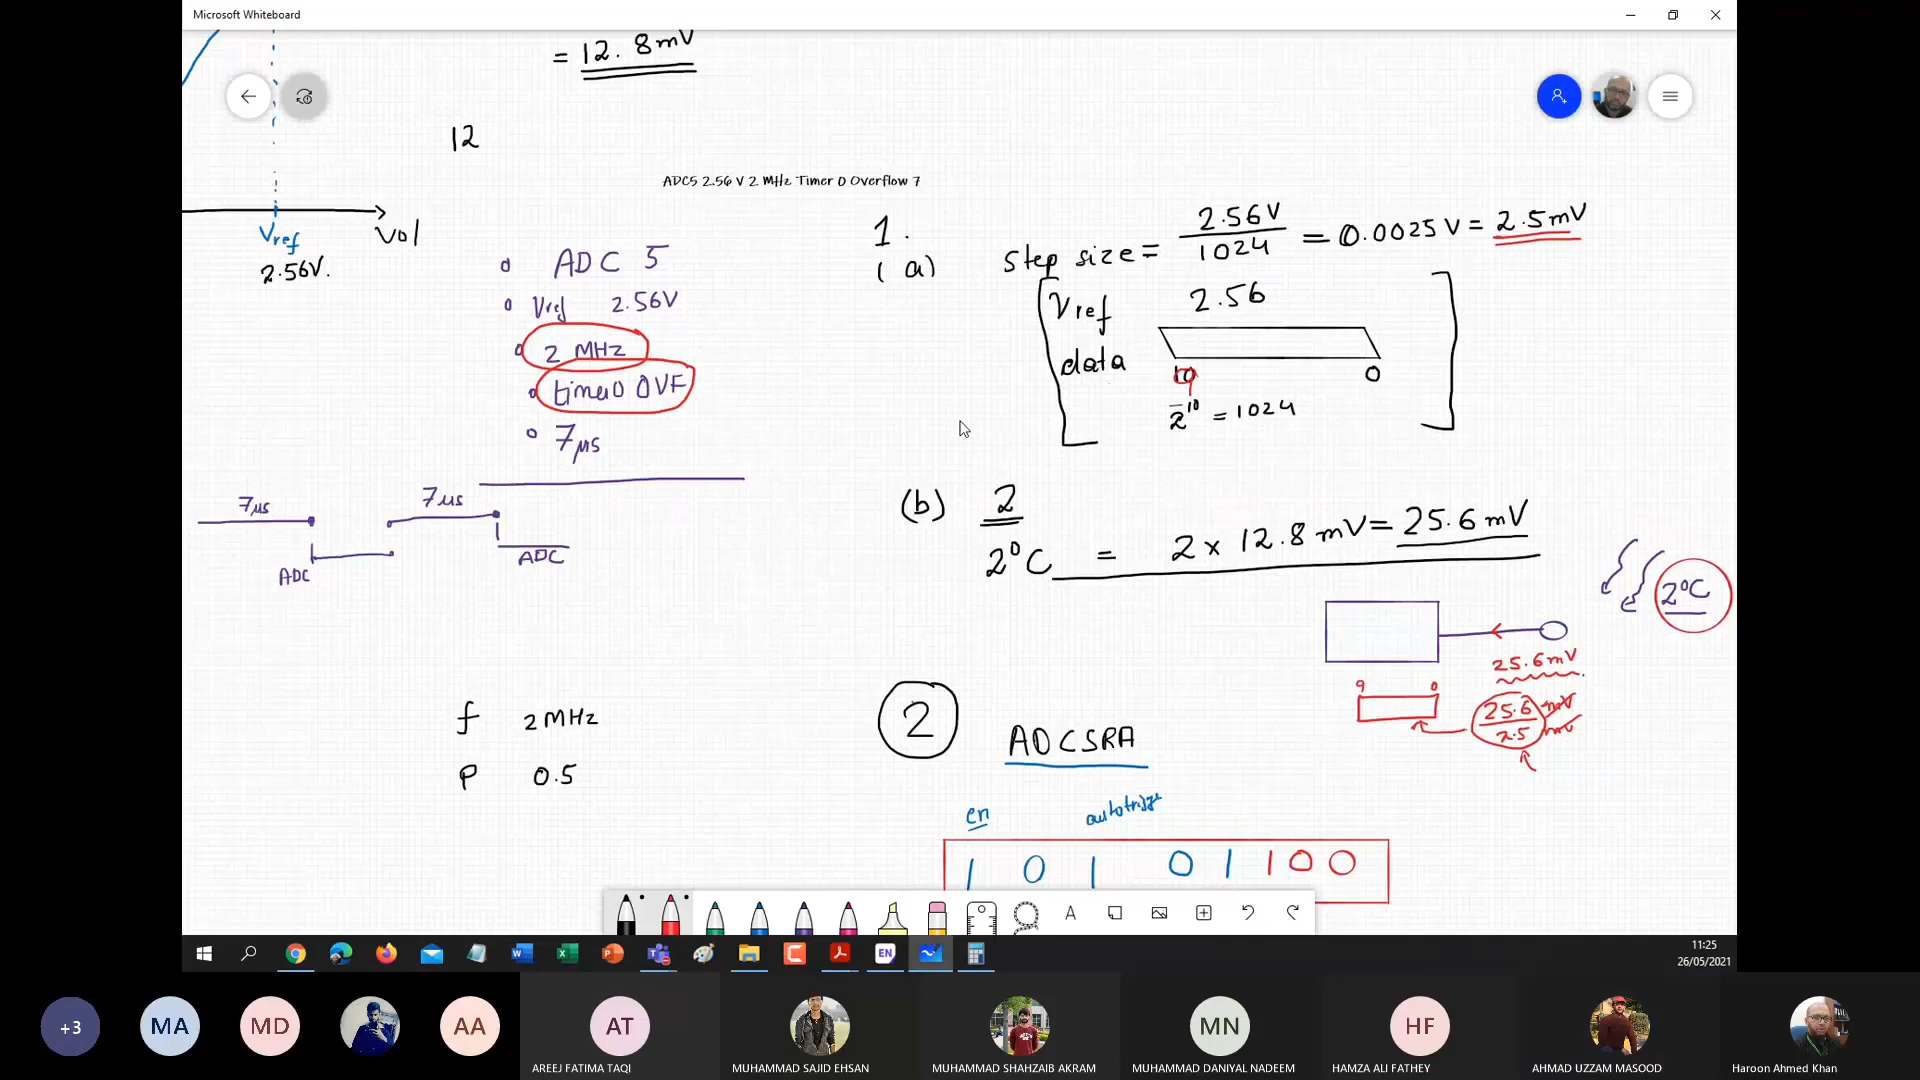 Microsoft Whiteboard
= 12.8mV
12
ADC5 2.56 V 2 MHz Timer 0 Overflow 7
Vref
2.56V.
Vol
ADC 5
Vref 2.56V
2 MHz
timer0 OVF
7μs
7μs
7μs
ADC
ADC
f 2MHz
P 0.5
1.
(a)
Step size = 2.56V / 1024 = 0.0025V = 2.5mV
Vref 2.56
data
0
2^10 = 1024
(b) 2
2°C = 2 x 12.8 mV = 25.6 mV
2°C
25.6mV
9 0
25.6 mV
2.5 mV
2
ADCSRA
en
1 0 1 0 1 1 0 0
A
W
X
P
EN
11:25
26/05/2021
+3
MA
MD
AA
AT
MN
HF
AREEJ FATIMA TAQI
MUHAMMAD SAJID EHSAN
MUHAMMAD SHAHZAIB AKRAM
MUHAMMAD DANIYAL NADEEM
HAMZA ALI FATHEY
AHMAD UZZAM MASOOD
Haroon Ahmed Khan